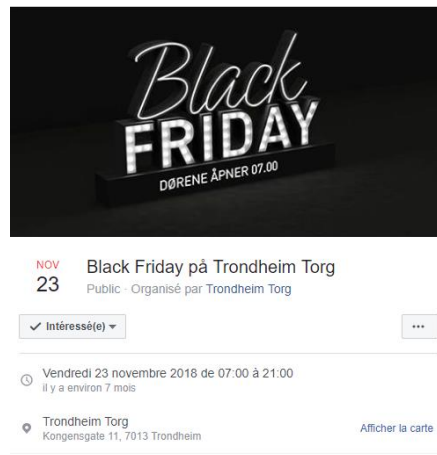 Black
FRIDAY
DØRENE ÅPNER 07.00
NOV
23
Black Friday på Trondheim Torg
Public · Organisé par Trondheim Torg
✓ Intéressé(e) ▾
···
Vendredi 23 novembre 2018 de 07:00 à 21:00
il y a environ 7 mois
Trondheim Torg
Kongensgate 11, 7013 Trondheim
Afficher la carte